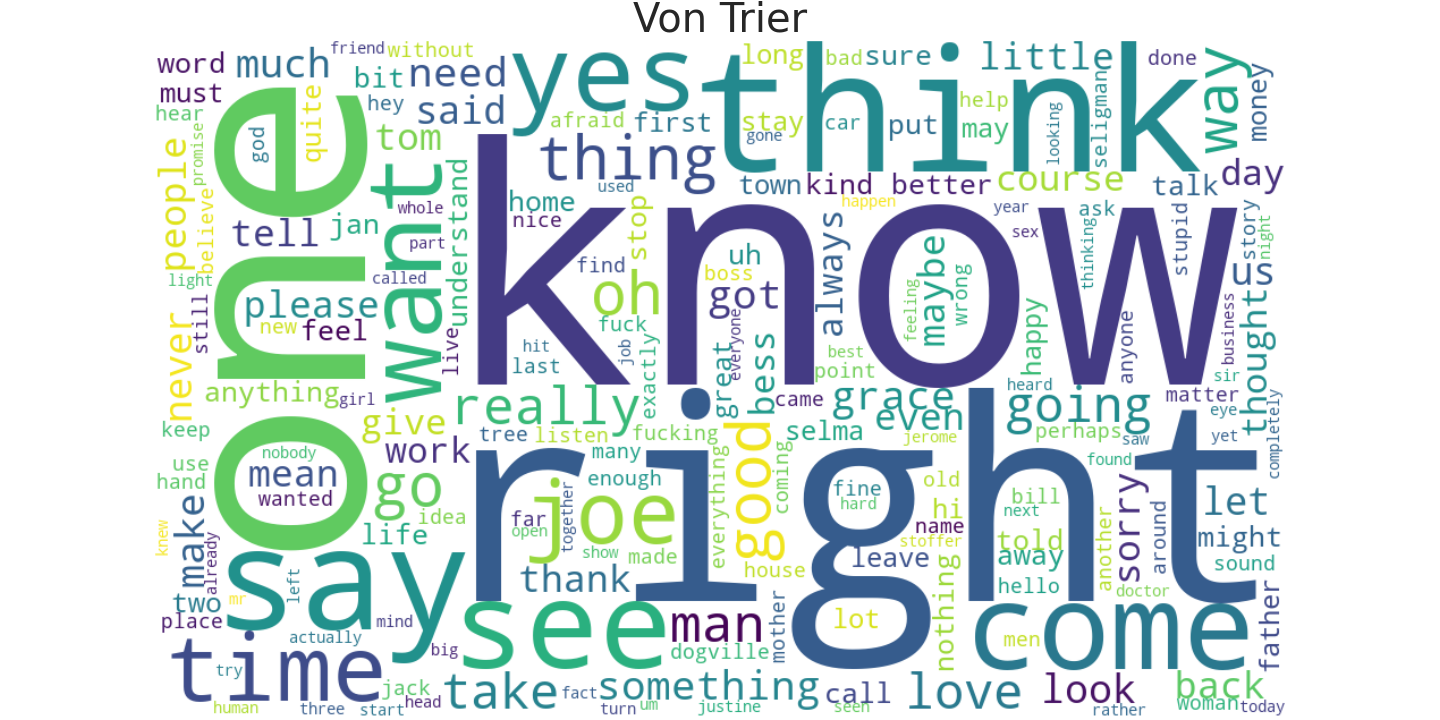 Von Trier
word
much
friend
without
bit
need
yes
think
long
bad
sure
little
done
way
money
must
hey
said
hear
god
quite
one
tom
afraid
first
stay
gone
car
put
help
may
looking
seligman
promise
people
want
thing
town
kind
better
course
talk
day
whole
understand
home
nice
used
know
happen
year
sex
ask
stupid
story
night
believe
tell
jan
part
stop
find
uh
always
maybe
wrong
thinking
us
light
called
oh
boss
got
feeling
still
please
new
feel
fuck
everyone
happy
anyone
business
thought
never
live
hit
last
job
exactly
great
bess
best
point
sir
anything
girl
really
came
grace
even
heard
going
matter
eye
keep
give
work
tree
listen
fucking
selma
jerome
perhaps
saw
yet
completely
nobody
mean
wanted
use
hand
go
right
many
enough
good
coming
fine
hard
old
found
bill
next
let
make
idea
joe
far
open
together
everything
hi
name
sorry
around
might
knew
already
life
show
made
stoffer
leave
told
away
another
sound
say
left
thank
house
hello
doctor
two
mr
place
mind
see
man
mother
lot
nothing
men
come
father
actually
time
try
big
dogville
human
three
start
jack
head
take
fact
turn
something
um
justine
call
seen
love
look
rather
back
woman
today